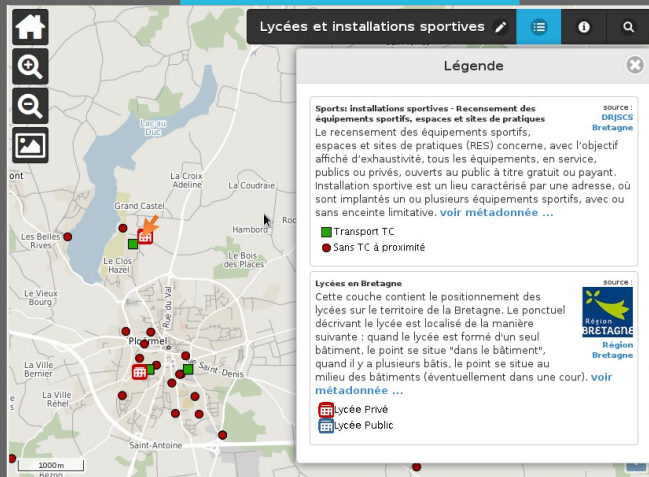 Lycées et installations sportives
Légende
Sports: installations sportives - Recensement des
équipements sportifs, espaces et sites de pratiques
source :
DRJSCS
Bretagne
Le recensement des équipements sportifs,
espaces et sites de pratiques (RES) concerne, avec l'objectif
affiché d'exhaustivité, tous les équipements, en service,
publics ou privés, ouverts au public à titre gratuit ou payant.
Installation sportive est un lieu caractérisé par une adresse, où
sont implantés un ou plusieurs équipements sportifs, avec ou
sans enceinte limitative. voir métadonnée ...
Transport TC
Sans TC à proximité
Lycées en Bretagne
source :
Région
BRETAGNE
Région
Bretagne
Cette couche contient le positionnement des
lycées sur le territoire de la Bretagne. Le ponctuel
décrivant le lycée est localisé de la manière
suivante : quand le lycée est formé d'un seul
bâtiment, le point se situe "dans le bâtiment",
quand il y a plusieurs bâtis, le point se situe au
milieu des bâtiments (éventuellement dans une cour). voir
métadonnée ...
Lycée Privé
Lycée Public
Lac au
Duc
La Croix
Adeline
La Coudraie
ont
Grand Castel
Roc
Hambord
Les Belles
Rives
Le Clos
Hazel
Le Bois
des Places
Le Vieux
Bourg
Rue du Val
La Ville
Bernier
Saint-Denis
La Ville
Réhel
e
s
Saint-Antoine
1000m
Bézon